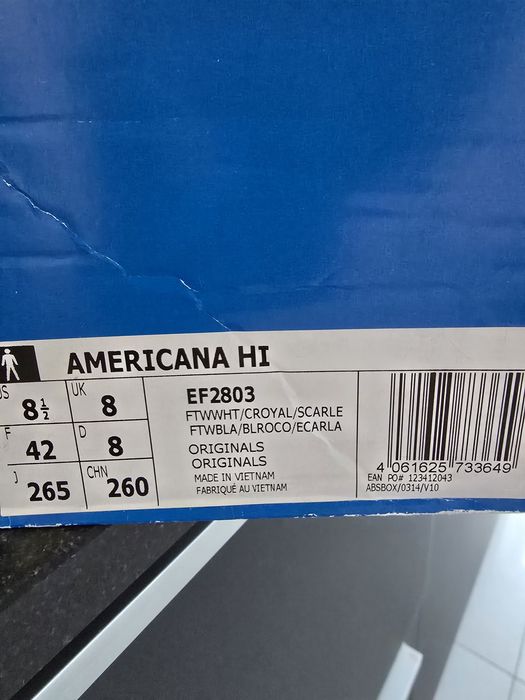 AMERICANA HI
US 8½ UK 8
F 42 D 8
J 265 CHN 260
EF2803
FTWWHT/CROYAL/SCARLE
FTWBLA/BLROCO/ECARLA
ORIGINALS
ORIGINALS
MADE IN VIETNAM
FABRIQUÉ AU VIETNAM
4 061625 733649
EAN PO# 123412043
ABSBOX/0314/V10